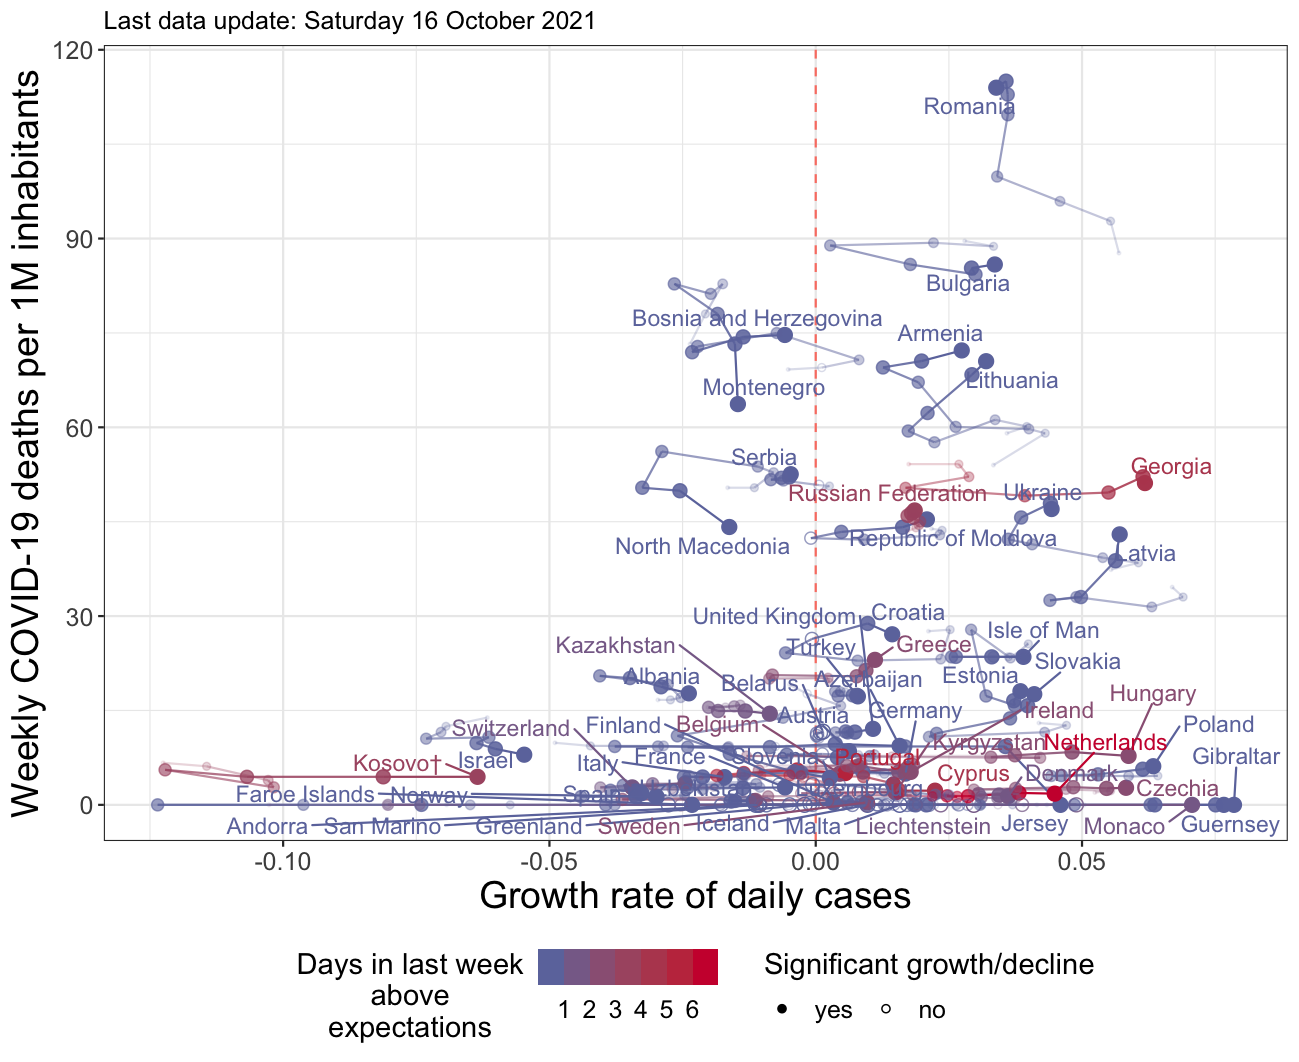 Last data update: Saturday 16 October 2021
120
Romania
90
Bulgaria
Bosnia and Herzegovina
Armenia
Montenegro
Lithuania
60
Serbia
Georgia
Russian Federation
Ukraine
North Macedonia
Republic of Moldova
Latvia
30
United Kingdom
Croatia
Isle of Man
Kazakhstan
Turkey
Greece
Slovakia
Albania
Belarus
Azerbaijan
Estonia
Hungary
Austria
Germany
Ireland
Switzerland
Finland
Belgium
Poland
Israel
Italy
France
Slovenia
Portugal
Kyrgyzstan
Netherlands
Gibraltar
Kosovo†
Cyprus
Denmark
Czechia
Faroe Islands
Norway
Spain
Luxembourg
0
Andorra
San Marino
Greenland
Sweden
Iceland
Malta
Liechtenstein
Jersey
Monaco
Guernsey
-0.10
-0.05
0.00
0.05
Weekly COVID-19 deaths per 1M inhabitants
Growth rate of daily cases
Days in last week
above
expectations
1 2 3 4 5 6
Significant growth/decline
yes
no